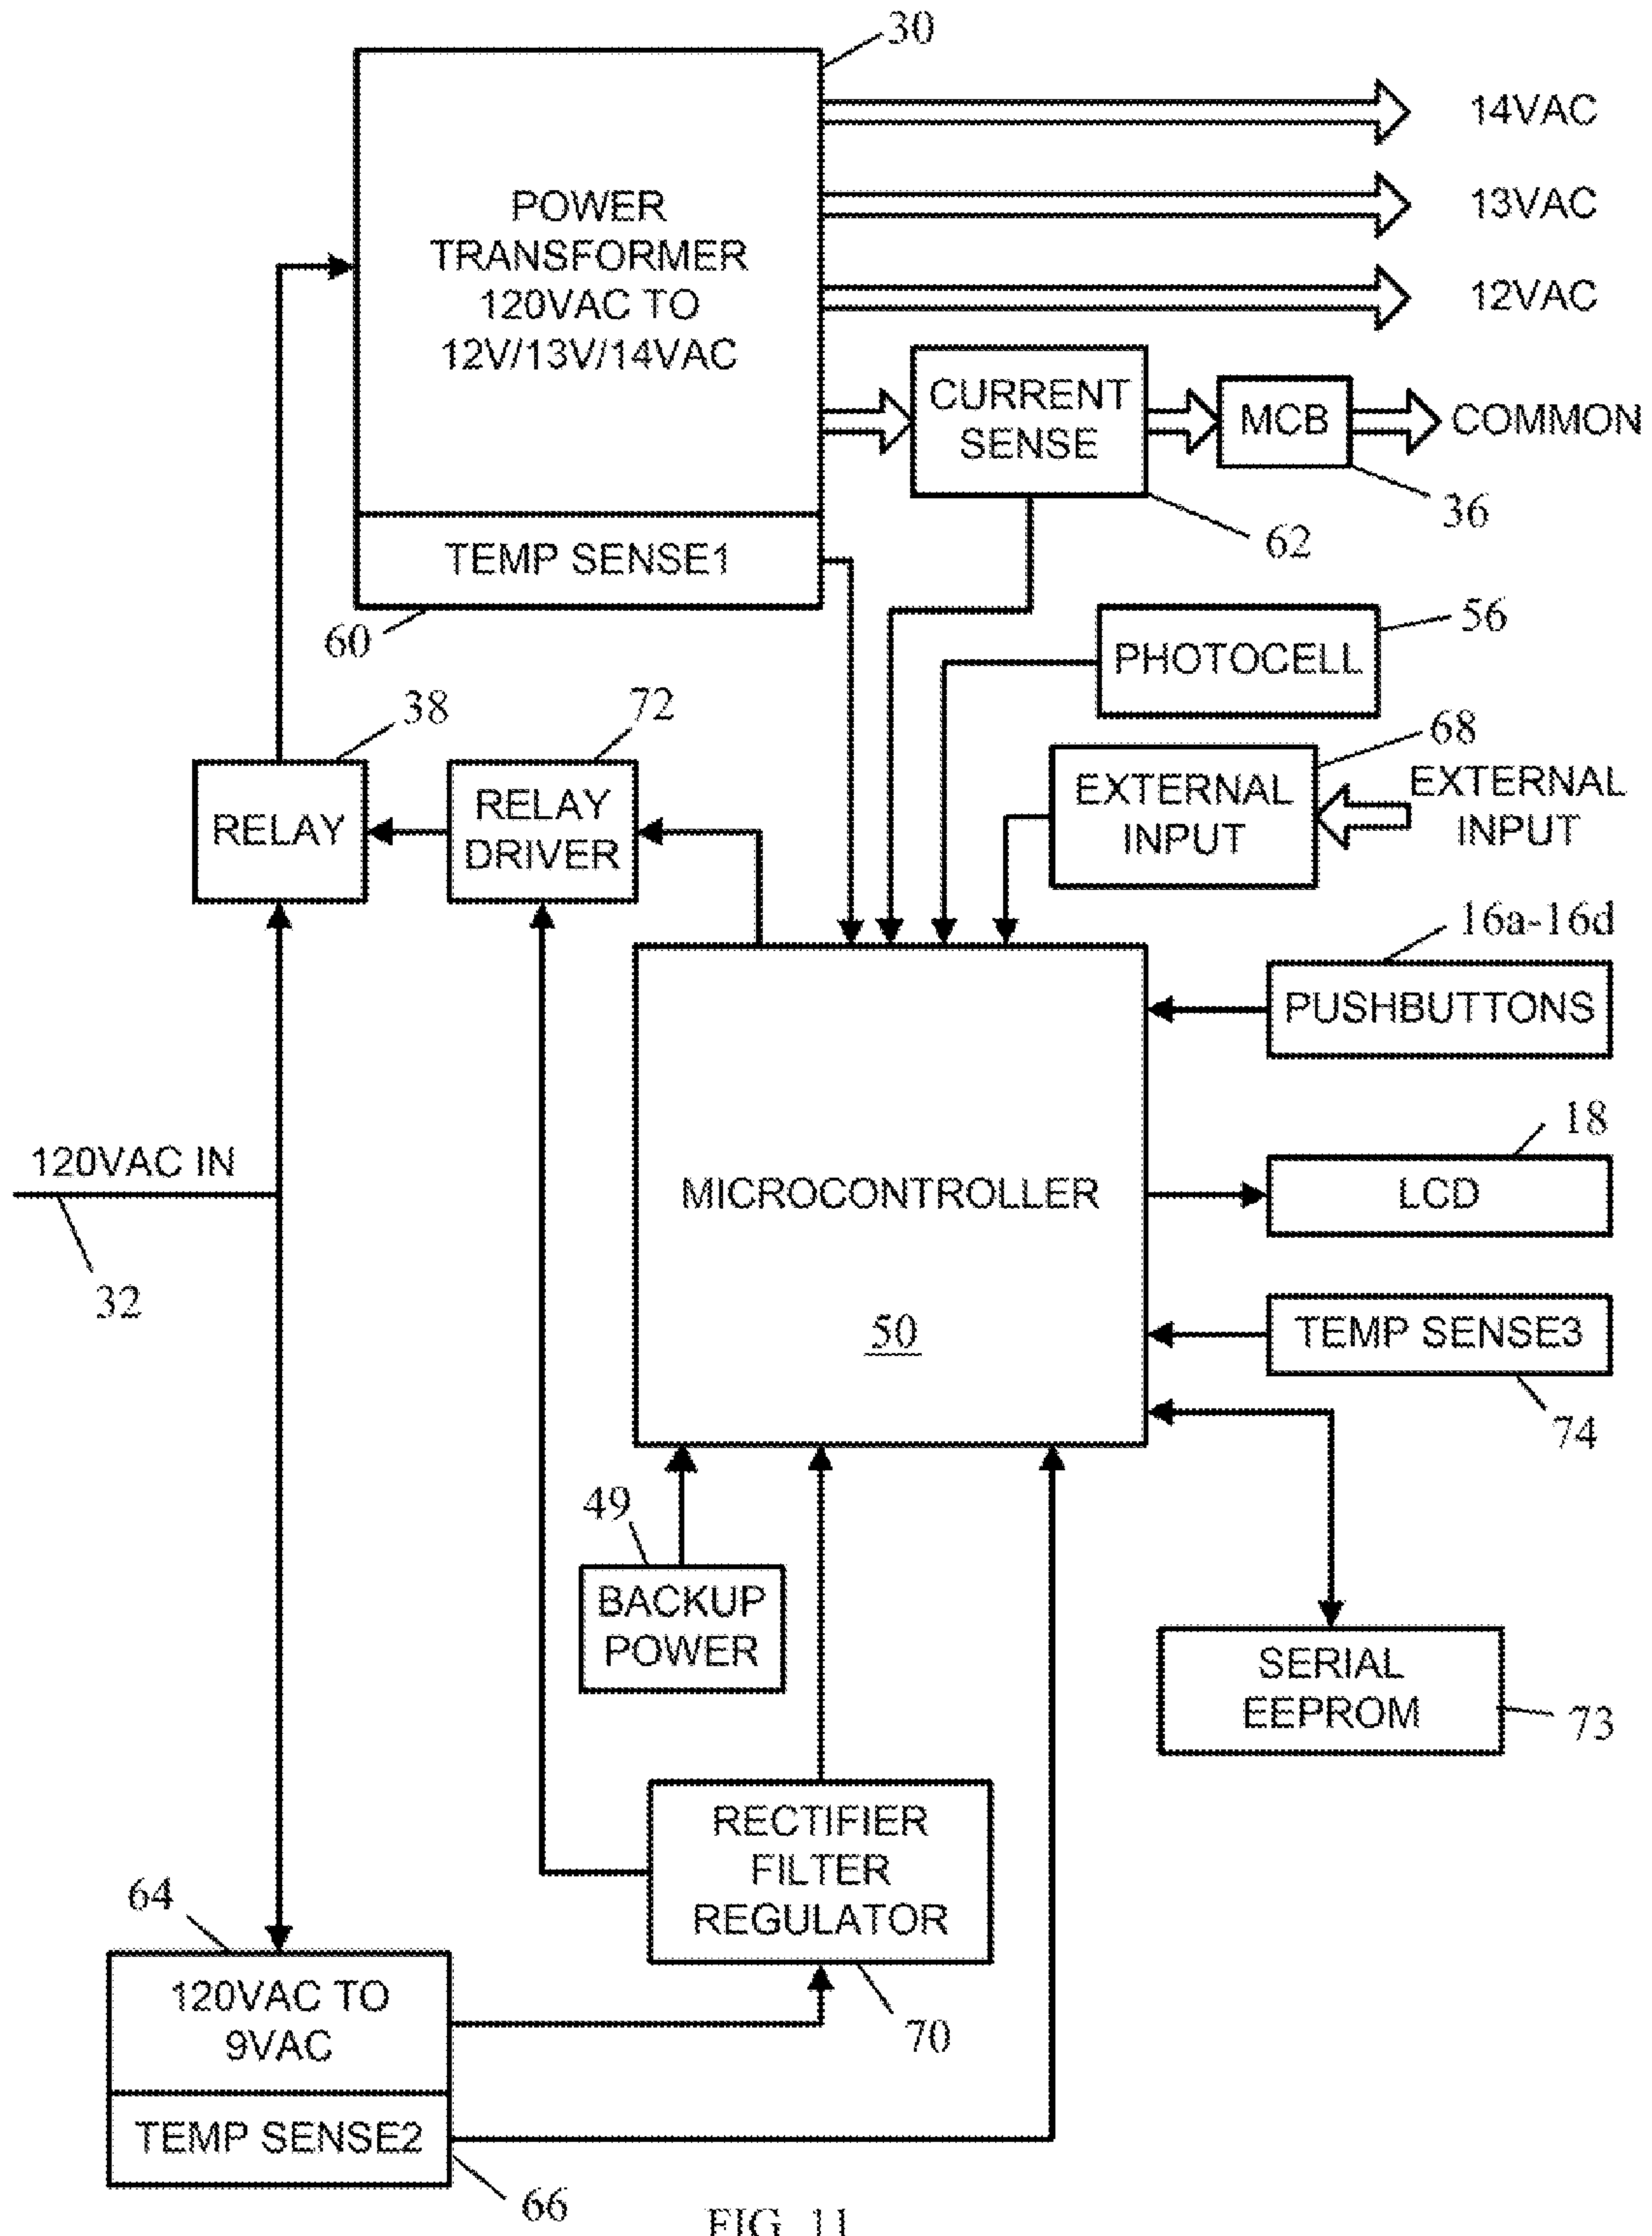 30
14VAC
13VAC
12VAC
POWER
TRANSFORMER
120VAC TO
12V/13V/14VAC
CURRENT
SENSE
MCB
COMMON
36
62
TEMP SENSE1
60
56
PHOTOCELL
38
72
68
RELAY
RELAY
DRIVER
EXTERNAL
INPUT
EXTERNAL
INPUT
16a-16d
PUSHBUTTONS
120VAC IN
32
MICROCONTROLLER
50
18
LCD
TEMP SENSE3
74
49
BACKUP
POWER
SERIAL
EEPROM
73
RECTIFIER
FILTER
REGULATOR
70
64
120VAC TO
9VAC
TEMP SENSE2
66
FIG. 11